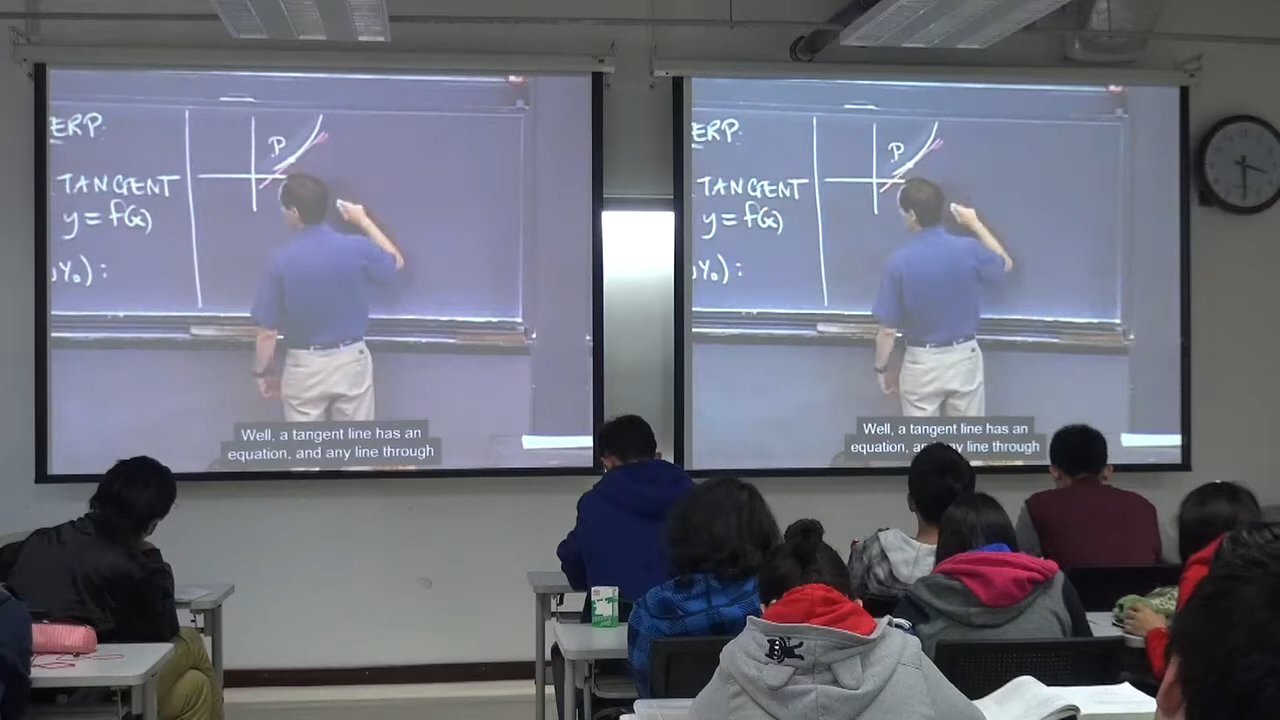 ERP.
TANGENT
y = f(x)
Y₀):
P
Well, a tangent line has an
equation, and any line through
ERP.
TANGENT
y = f(x)
Y₀):
P
Well, a tangent line has an
equation, and any line through